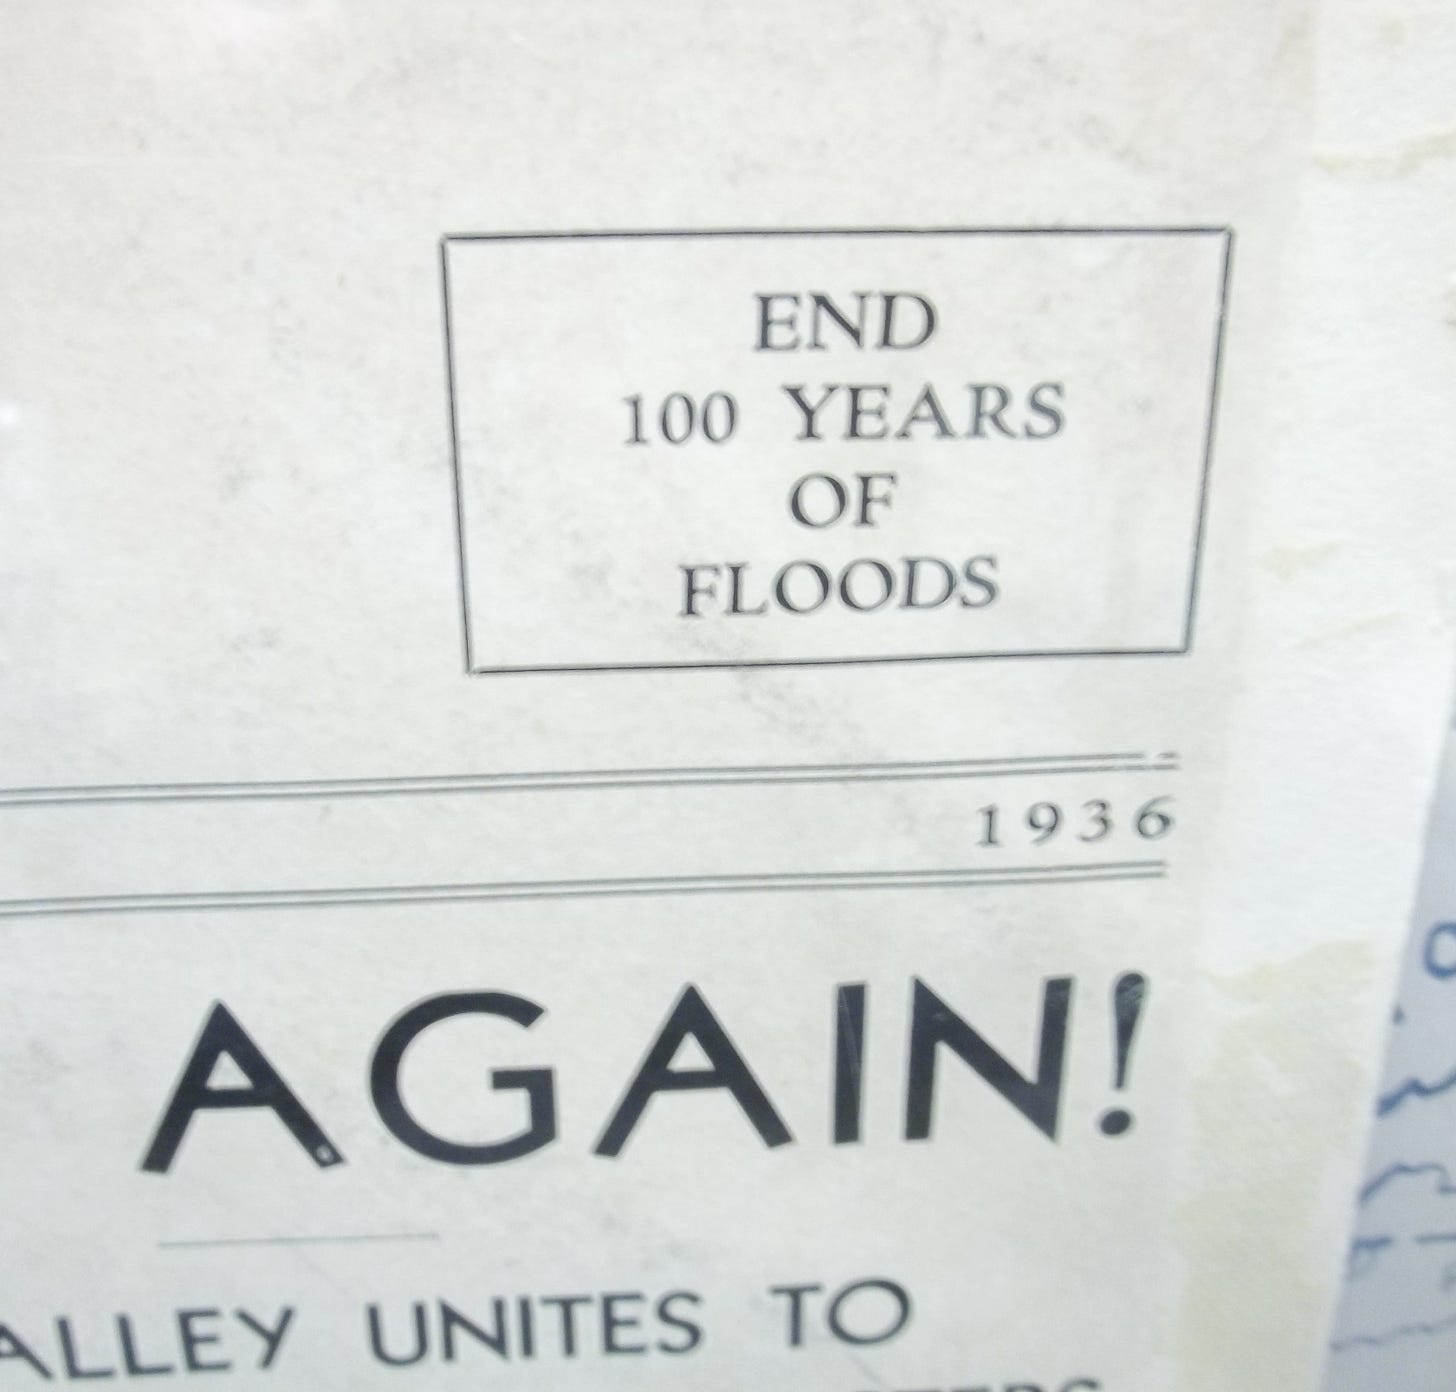 END
100 YEARS
OF
FLOODS
1936
AGAIN!
ALLEY UNITES TO